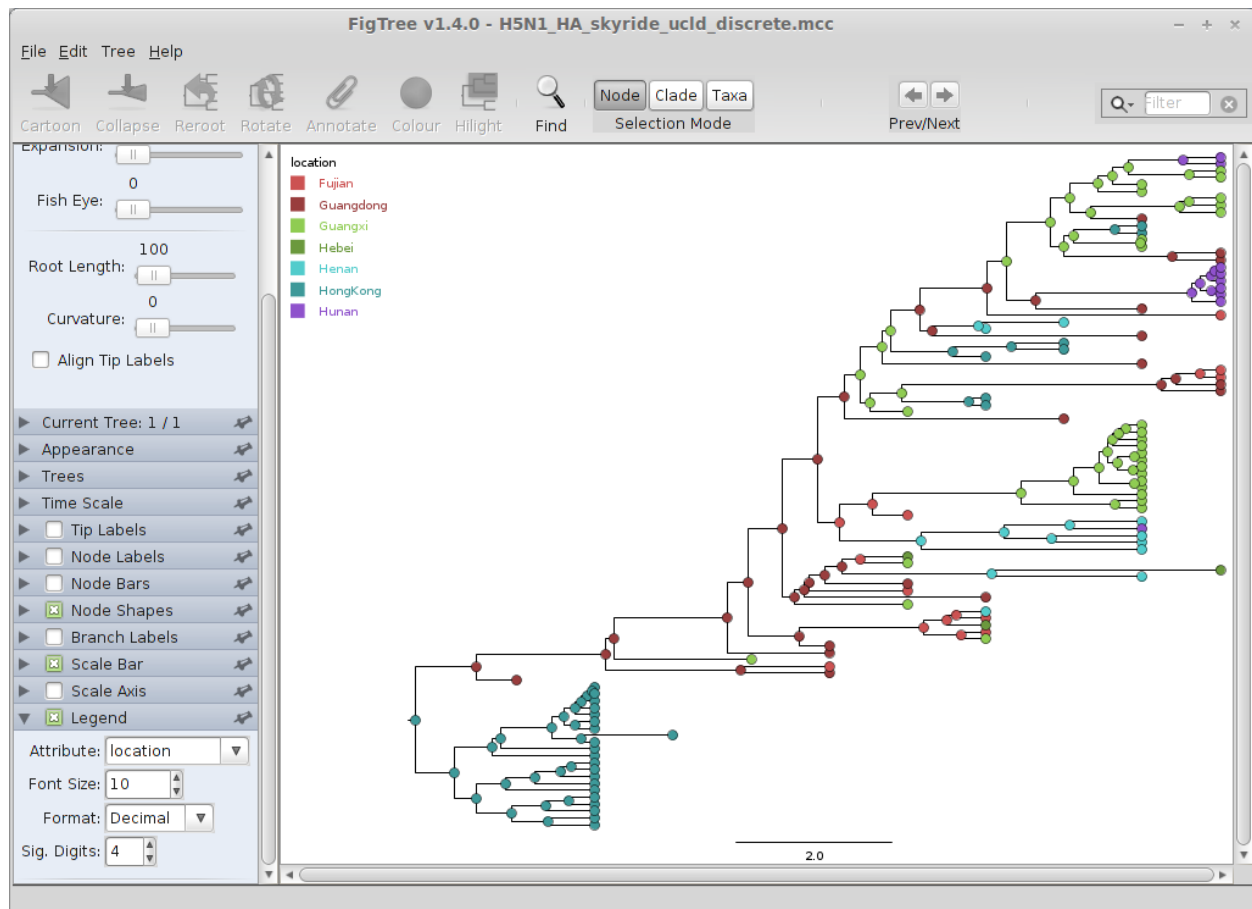 FigTree v1.4.0 - H5N1_HA_skyride_ucld_discrete.mcc
File Edit Tree Help
Cartoon Collapse Reroot Rotate Annotate Colour Hilight Find
Node Clade Taxa
Selection Mode
Prev/Next
Filter
Expansion:
0
Fish Eye:
100
Root Length:
0
Curvature:
Align Tip Labels
Current Tree: 1 / 1
Appearance
Trees
Time Scale
Tip Labels
Node Labels
Node Bars
Node Shapes
Branch Labels
Scale Bar
Scale Axis
Legend
Attribute: location
Font Size: 10
Format: Decimal
Sig. Digits: 4
location
Fujian
Guangdong
Guangxi
Hebei
Henan
HongKong
Hunan
2.0